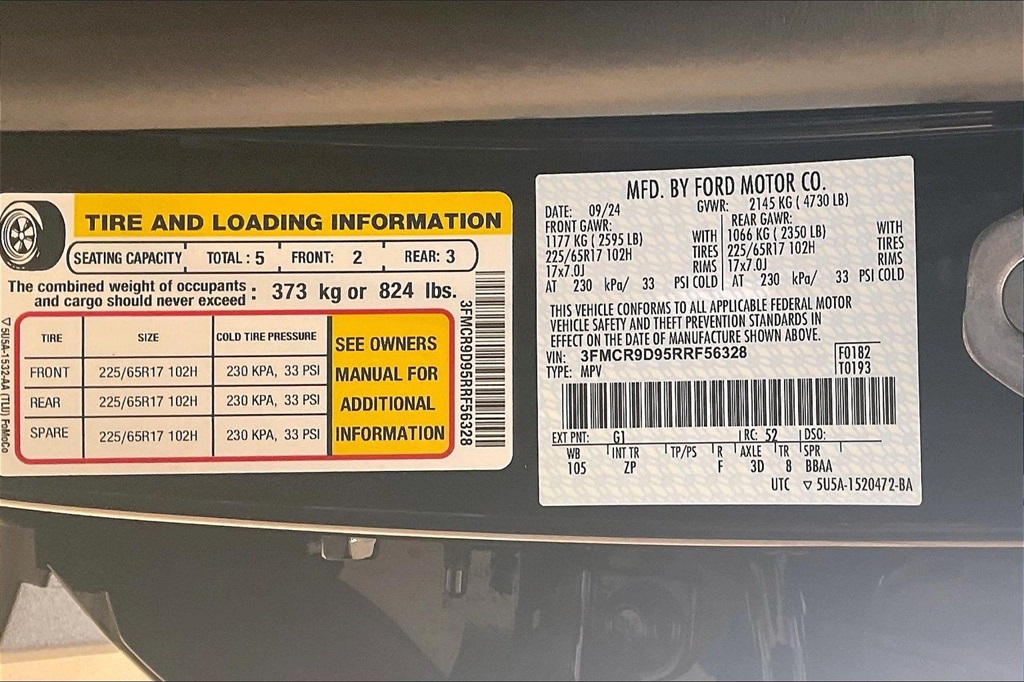 TIRE AND LOADING INFORMATION
SEATING CAPACITY TOTAL : 5 FRONT: 2 REAR: 3
The combined weight of occupants and cargo should never exceed : 373 kg or 824 lbs.
TIRE SIZE COLD TIRE PRESSURE
FRONT 225/65R17 102H 230 KPA, 33 PSI
REAR 225/65R17 102H 230 KPA, 33 PSI
SPARE 225/65R17 102H 230 KPA, 33 PSI
SEE OWNERS
MANUAL FOR
ADDITIONAL
INFORMATION
3FMCR9D95RRF56328
▽ 5U5A-1532-AA (TLU) FoMoCo
MFD. BY FORD MOTOR CO.
DATE: 09/24 GVWR: 2145 KG ( 4730 LB)
FRONT GAWR: REAR GAWR:
1177 KG ( 2595 LB) WITH 1066 KG ( 2350 LB) WITH
225/65R17 102H TIRES 225/65R17 102H TIRES
17x7.0J RIMS 17x7.0J RIMS
AT 230 kPa/ 33 PSI COLD AT 230 kPa/ 33 PSI COLD
THIS VEHICLE CONFORMS TO ALL APPLICABLE FEDERAL MOTOR
VEHICLE SAFETY AND THEFT PREVENTION STANDARDS IN
EFFECT ON THE DATE OF MANUFACTURE SHOWN ABOVE.
VIN: 3FMCR9D95RRF56328 F0182
TYPE: MPV T0193
EXT PNT: G1 RC: 52 DSO:
WB INT TR TP/PS R AXLE TR SPR
105 ZP F 3D 8 BBAA
UTC ▽ 5U5A-1520472-BA